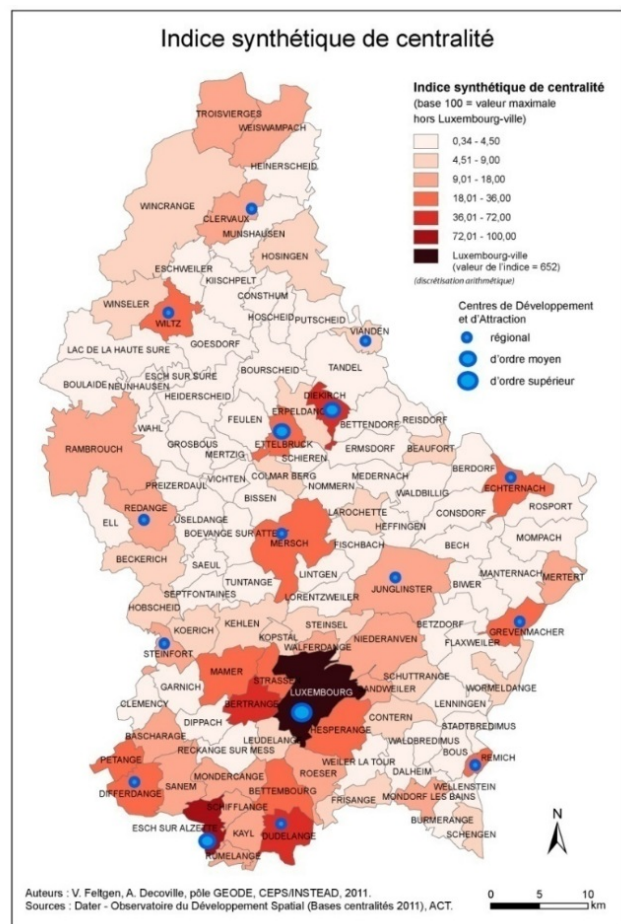 Indice synthétique de centralité
Indice synthétique de centralité
(base 100 = valeur maximale
hors Luxembourg-ville)
0,34 - 4,50
4,51 - 9,00
9,01 - 18,00
18,01 - 36,00
36,01 - 72,00
72,01 - 100,00
Luxembourg-ville
(valeur de l'indice = 652)
(discrétisation arithmétique)
Centres de Développement
et d'Attraction
régional
d'ordre moyen
d'ordre supérieur
TROISVIERGES
WEISWAMPACH
HEINERSCHEID
WINCRANGE
CLERVAUX
MUNSHAUSEN
HOSINGEN
ESCHWEILER
KIISCHPELT
WINSELER
CONSTHUM
WILTZ
HOSCHEID
PUTSCHEID
VIANDEN
GOESDORF
LAC DE LA HAUTE SURE
TANDEL
BOURSCHEID
ESCH SUR SURE
BOULAIDE
NEUNHAUSEN
HEIDERSCHEID
DIEKIRCH
ERPELDANGE
FEULEN
BETTENDORF
REISDORF
WAHL
ETTELBRUCK
RAMBROUCH
GROSBOUS
ERMSDORF
BEAUFORT
MERTZIG
SCHIEREN
BERDORF
VICHTEN
COLMAR BERG
MEDERNACH
PREIZERDAUL
NOMMERN
WALDBILLIG
ECHTERNACH
BISSEN
REDANGE
LAROCHETTE
CONSDORF
ROSPORT
ELL
USELDANGE
HEFFINGEN
BOEVANGE SUR ATTE
MERSCH
FISCHBACH
BECH
MOMPACH
BECKERICH
SAEUL
LINTGEN
MANTERNACH
TUNTANGE
JUNGLINSTER
BIWER
MERTERT
SEPTFONTAINES
LORENTZWEILER
HOBSCHEID
BETZDORF
KEHLEN
STEINSEL
KOERICH
GREVENMACHER
KOPSTAL
NIEDERANVEN
FLAXWEILER
STEINFORT
WALFERDANGE
MAMER
STRASSE
SCHUTTRANGE
GARNICH
LUXEMBOURG
SANDWEILER
WORMELDANGE
CLEMENCY
BERTRANGE
LENNINGEN
DIPPACH
HESPERANGE
CONTERN
BASCHARAGE
LEUDELANGE
WALDBREDIMUS
STADTBREDIMUS
RECKANGE SUR MESS
BOUS
PETANGE
WEILER LA TOUR
REMICH
ROESER
DALHEIM
MONDERCANGE
DIFFERDANGE
SANEM
BETTEMBOURG
WELLENSTEIN
FRISANGE
MONDORF LES BAINS
SCHIFFLANGE
BURMERANGE
ESCH SUR ALZETTE
KAYL
DUDELANGE
SCHENGEN
RUMELANGE
N
Auteurs : V. Feltgen, A. Decoville, pôle GEODE, CEPS/INSTEAD, 2011.
Sources : Dater - Observatoire du Développement Spatial (Bases centralités 2011), ACT.
0 5 10
km